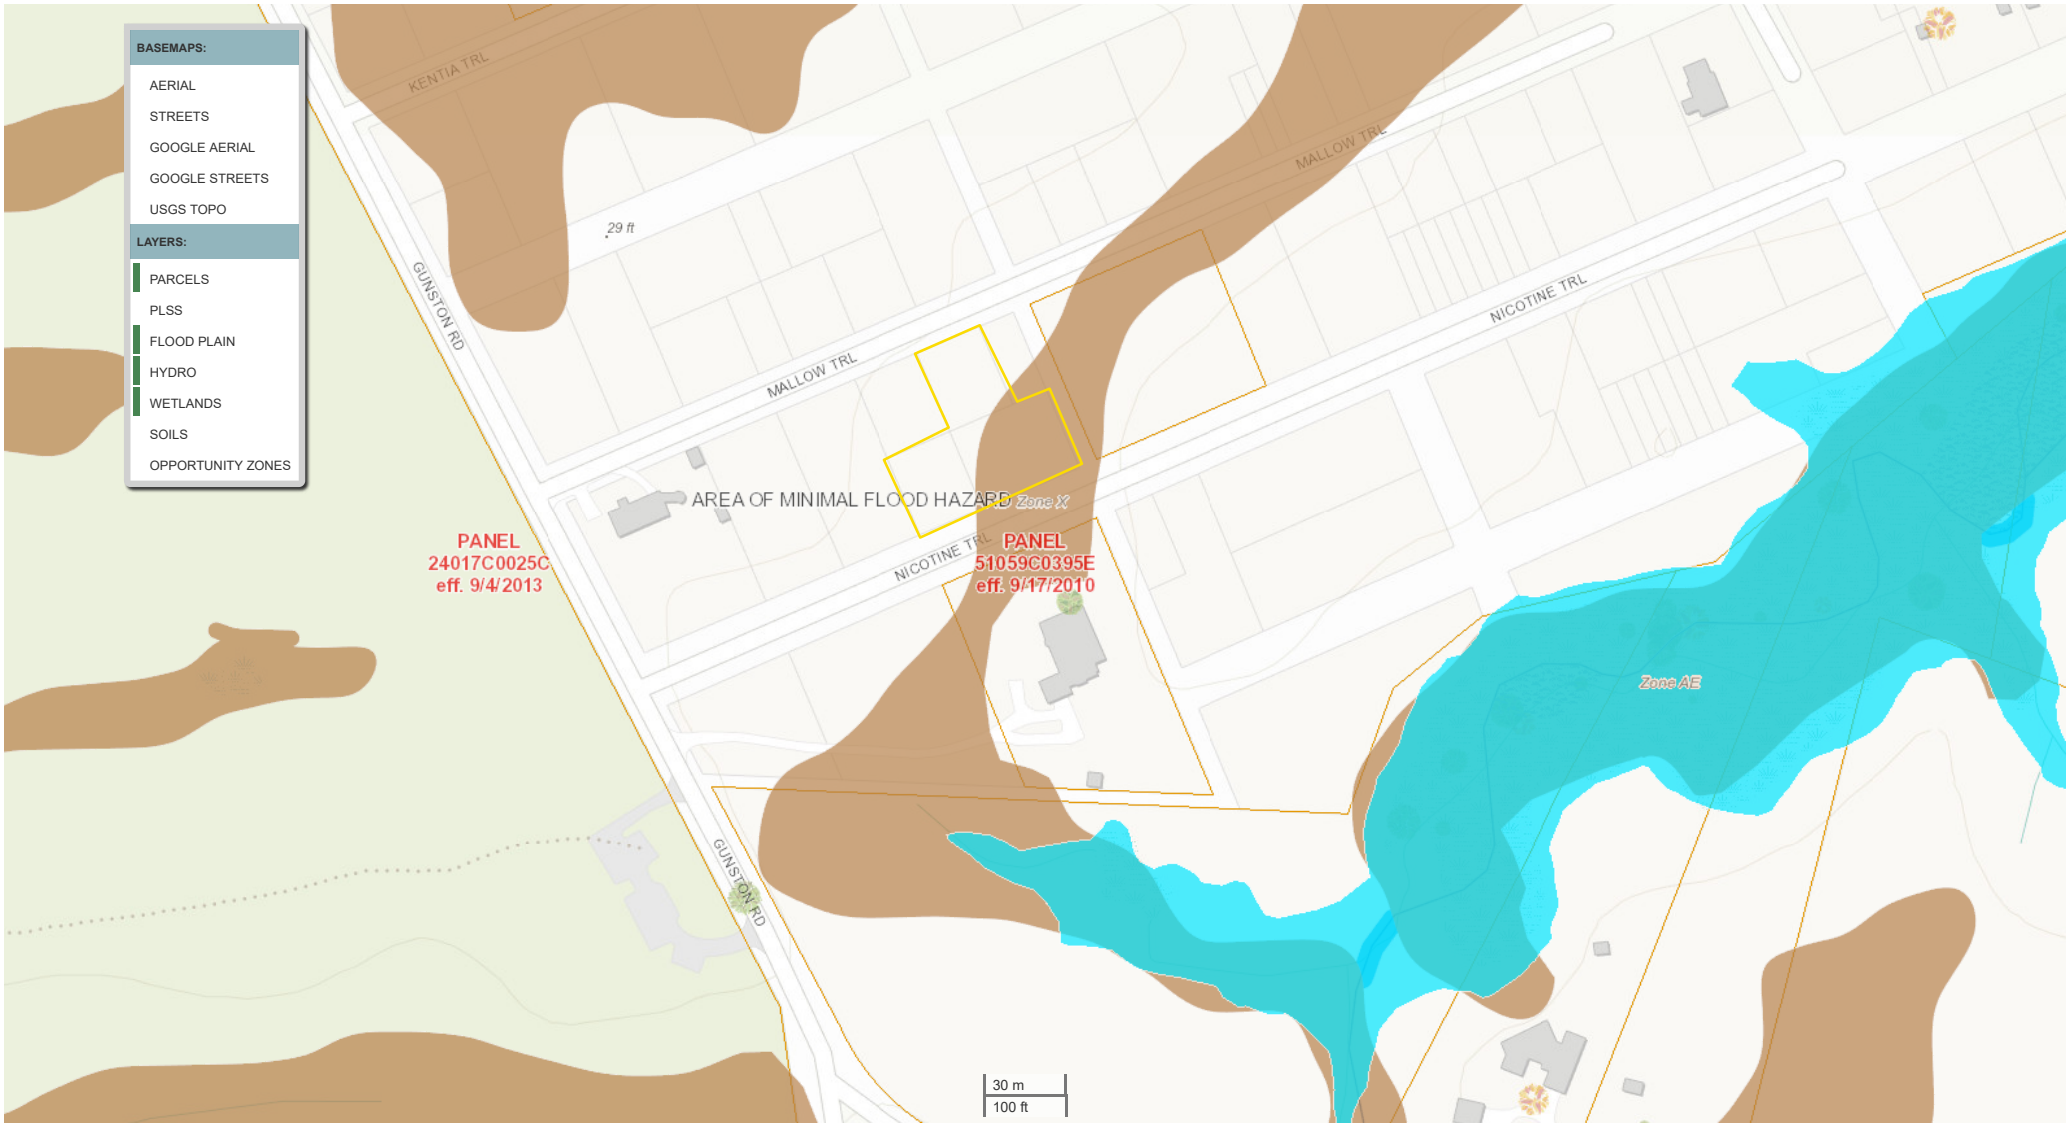 BASEMAPS:
AERIAL
STREETS
GOOGLE AERIAL
GOOGLE STREETS
USGS TOPO
LAYERS:
PARCELS
PLSS
FLOOD PLAIN
HYDRO
WETLANDS
SOILS
OPPORTUNITY ZONES
KENTIA TRL
29 ft
GUNSTON RD
MALLOW TRL
MALLOW TRL
NICOTINE TRL
AREA OF MINIMAL FLOOD HAZARD Zone X
NICOTINE TRL
PANEL
24017C0025C
eff. 9/4/2013
PANEL
51059C0395E
eff. 9/17/2010
Zone AE
GUNSTON RD
30 m
100 ft